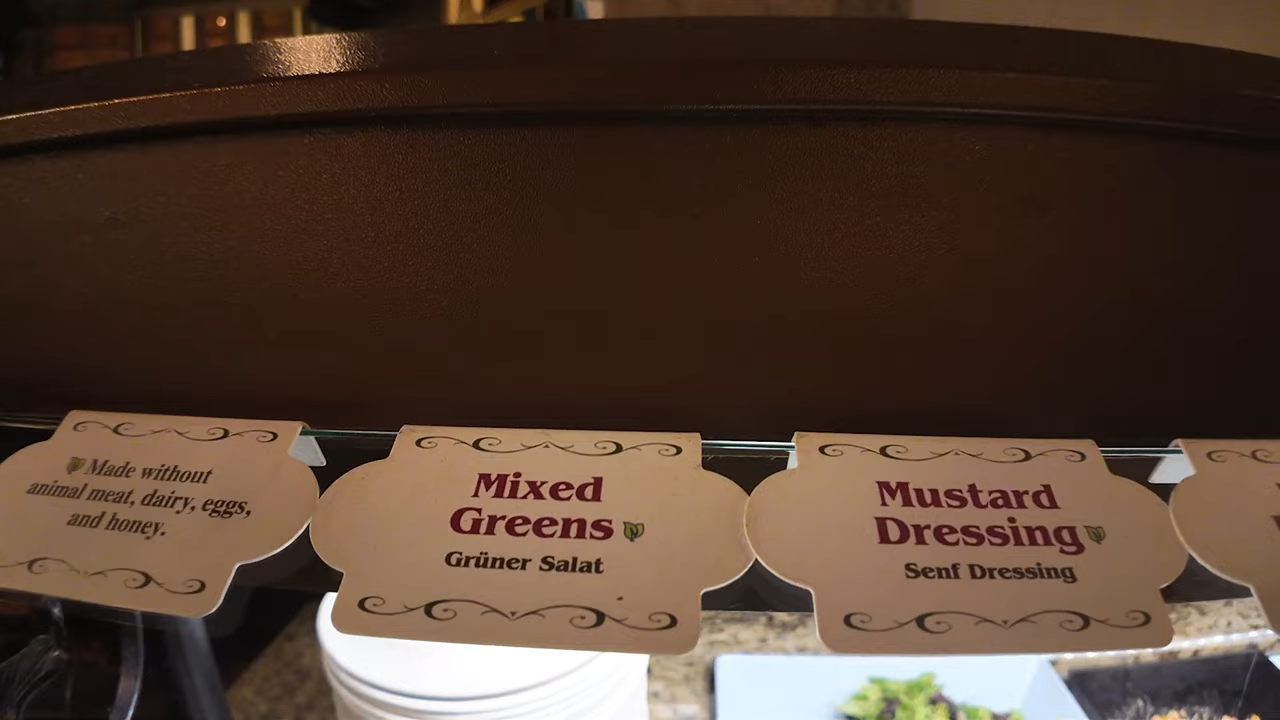 Made without
animal meat, dairy, eggs,
and honey.
Mixed
Greens
Grüner Salat
Mustard
Dressing
Senf Dressing